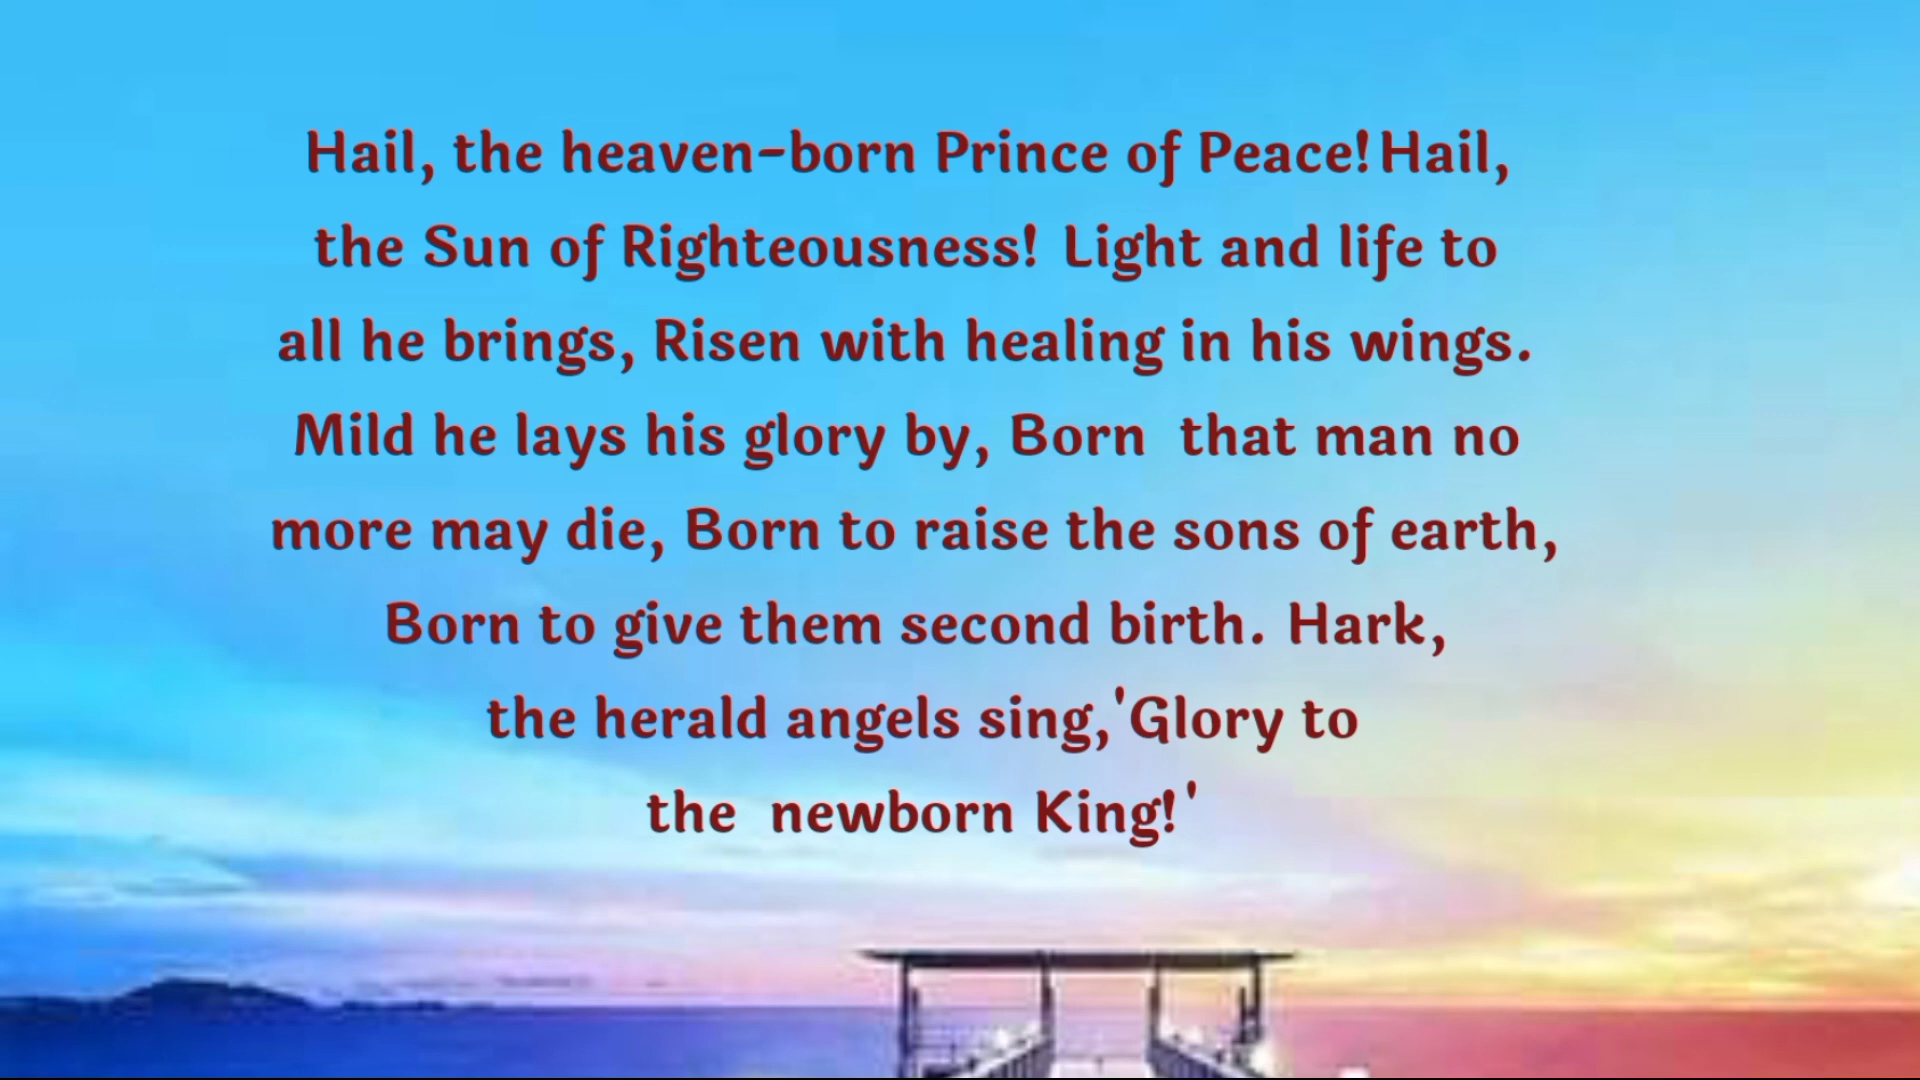 Hail, the heaven-born Prince of Peace!Hail,
the Sun of Righteousness! Light and life to
all he brings, Risen with healing in his wings.
Mild he lays his glory by, Born that man no
more may die, Born to raise the sons of earth,
Born to give them second birth. Hark,
the herald angels sing,'Glory to
the newborn King!'